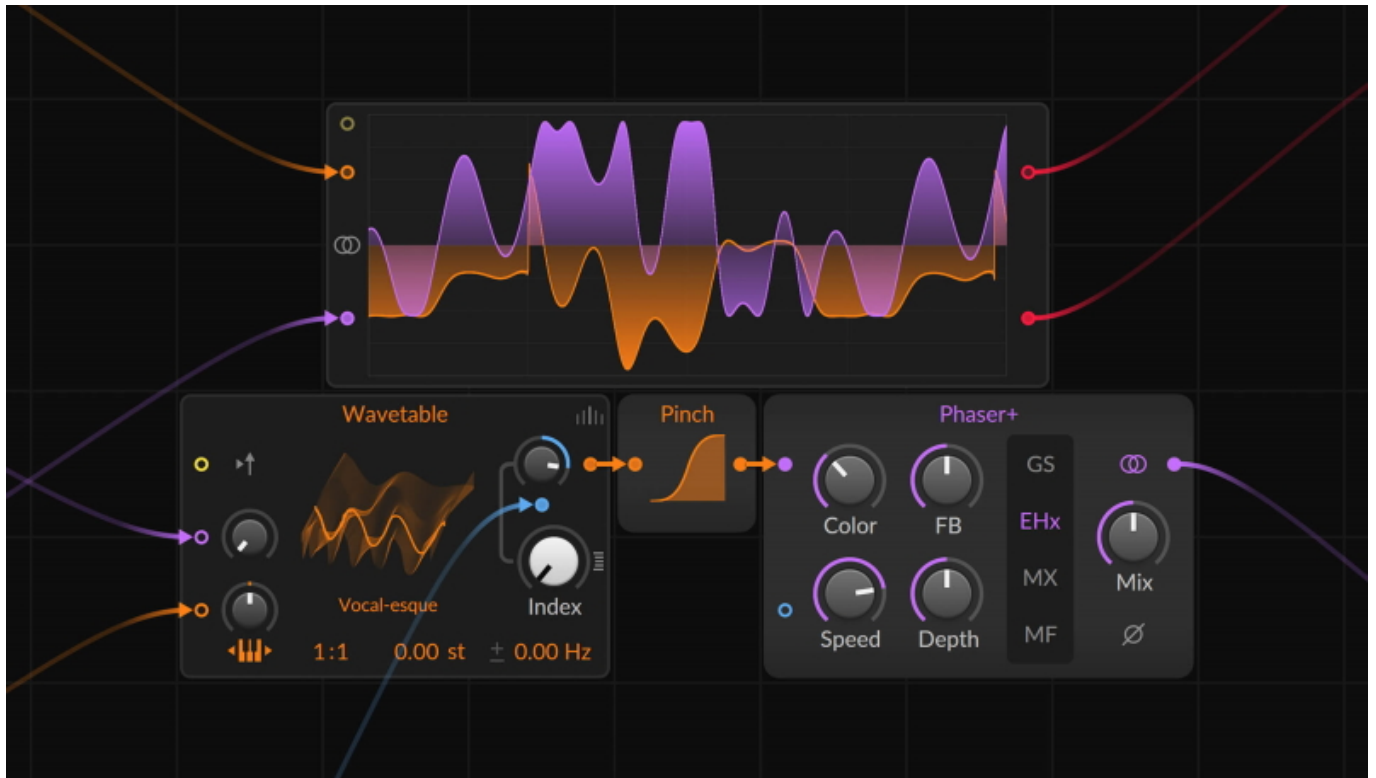 Wavetable
Pinch
Phaser+
GS
Color
FB
EHx
MX
Mix
Vocal-esque
Index
Speed
Depth
MF
1:1 0.00 st ± 0.00 Hz